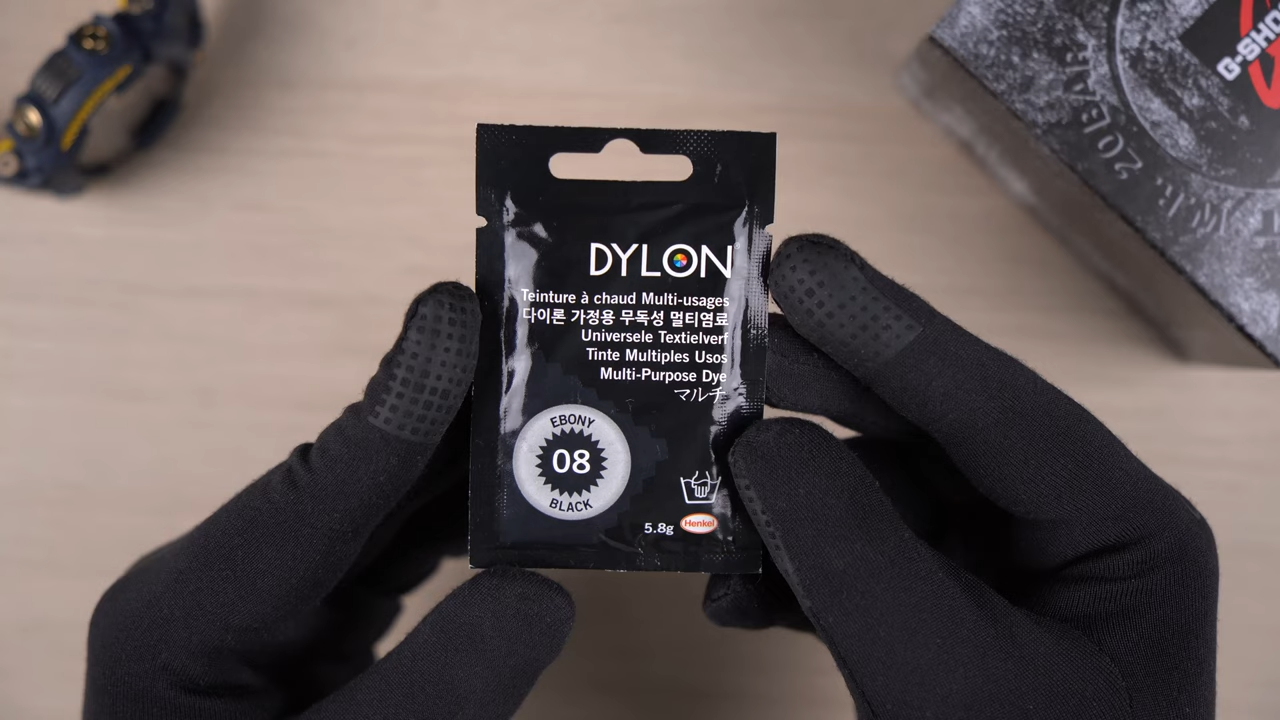 DYLON
Teinture à chaud Multi-usages
다이론 가정용 무독성 멀티염료
Universele Textielverf
Tinte Multiples Usos
Multi-Purpose Dye
マルチ
EBONY
08
BLACK
5.8g
Henkel
G-SHO
20BAR